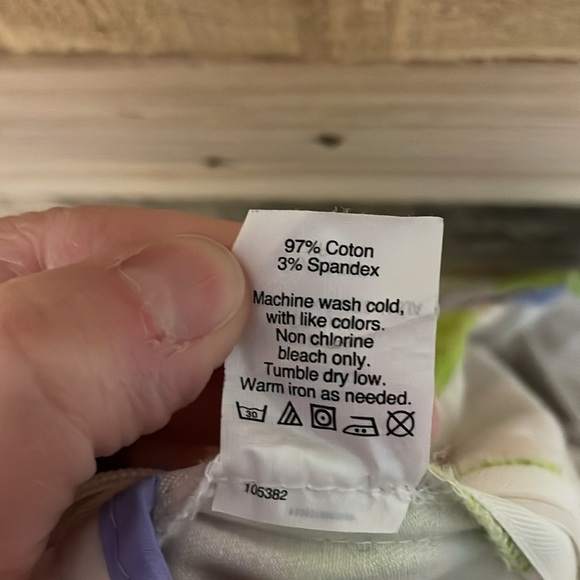 97% Coton
3% Spandex
Machine wash cold,
with like colors.
Non chlorine
bleach only.
Tumble dry low.
Warm iron as needed.
30
105382